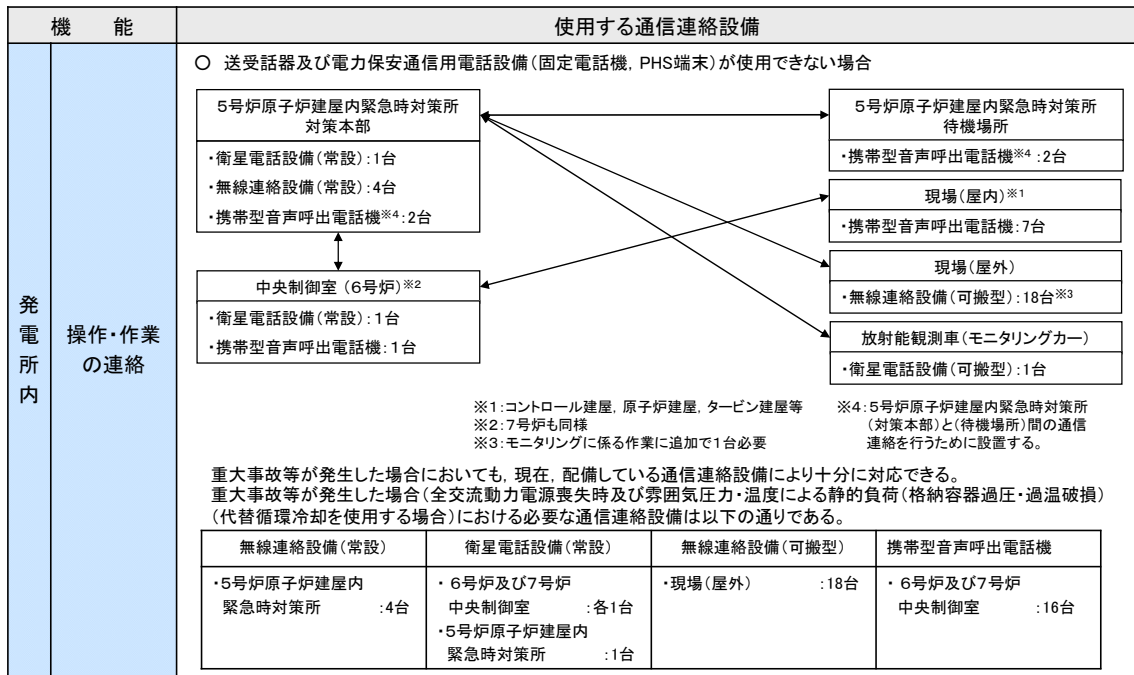 機　能
使用する通信連絡設備
発電所内
操作・作業
の連絡
○ 送受話器及び電力保安通信用電話設備（固定電話機，PHS端末）が使用できない場合
5号炉原子炉建屋内緊急時対策所
対策本部
・衛星電話設備（常設）：1台
・無線連絡設備（常設）：4台
・携帯型音声呼出電話機※4：2台
中央制御室（6号炉）※2
・衛星電話設備（常設）：1台
・携帯型音声呼出電話機：1台
5号炉原子炉建屋内緊急時対策所
待機場所
・携帯型音声呼出電話機※4：2台
現場（屋内）※1
・携帯型音声呼出電話機：7台
現場（屋外）
・無線連絡設備（可搬型）：18台※3
放射能観測車（モニタリングカー）
・衛星電話設備（可搬型）：1台
※1：コントロール建屋，原子炉建屋，タービン建屋等
※2：7号炉も同様
※3：モニタリングに係る作業に追加で1台必要
※4：5号炉原子炉建屋内緊急時対策所
（対策本部）と（待機場所）間の通信
連絡を行うために設置する。
重大事故等が発生した場合においても，現在，配備している通信連絡設備により十分に対応できる。
重大事故等が発生した場合（全交流動力電源喪失時及び雰囲気圧力・温度による静的負荷（格納容器過圧・過温破損）
（代替循環冷却を使用する場合）における必要な通信連絡設備は以下の通りである。
無線連絡設備（常設）
衛星電話設備（常設）
無線連絡設備（可搬型）
携帯型音声呼出電話機
・5号炉原子炉建屋内
緊急時対策所　：4台
・6号炉及び7号炉
中央制御室　：各1台
・5号炉原子炉建屋内
緊急時対策所　：1台
・現場（屋外）　：18台
・6号炉及び7号炉
中央制御室　：16台